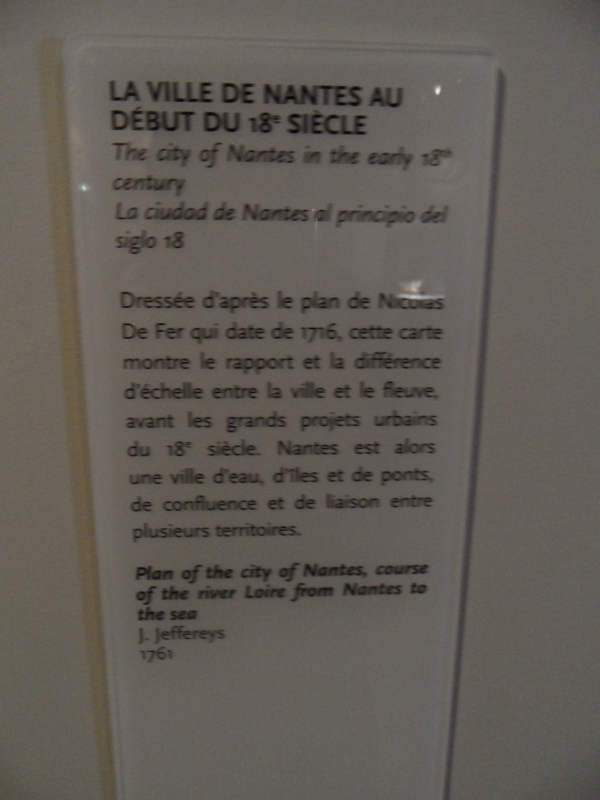 LA VILLE DE NANTES AU
DÉBUT DU 18e SIÈCLE
The city of Nantes in the early 18th
century
La ciudad de Nantes al principio del
siglo 18
Dressée d'après le plan de Nicolas
De Fer qui date de 1716, cette carte
montre le rapport et la différence
d'échelle entre la ville et le fleuve,
avant les grands projets urbains
du 18e siècle. Nantes est alors
une ville d'eau, d'îles et de ponts,
de confluence et de liaison entre
plusieurs territoires.
Plan of the city of Nantes, course
of the river Loire from Nantes to
the sea
J. Jeffereys
1761